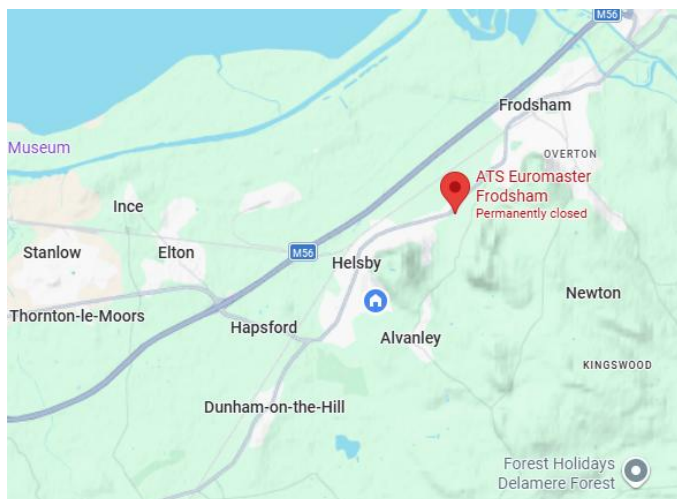 M56
Frodsham
Museum
OVERTON
ATS Euromaster
Frodsham
Permanently closed
Ince
Stanlow
Elton
M56
Helsby
Newton
Thornton-le-Moors
Hapsford
Alvanley
KINGSWOOD
Dunham-on-the-Hill
Forest Holidays
Delamere Forest